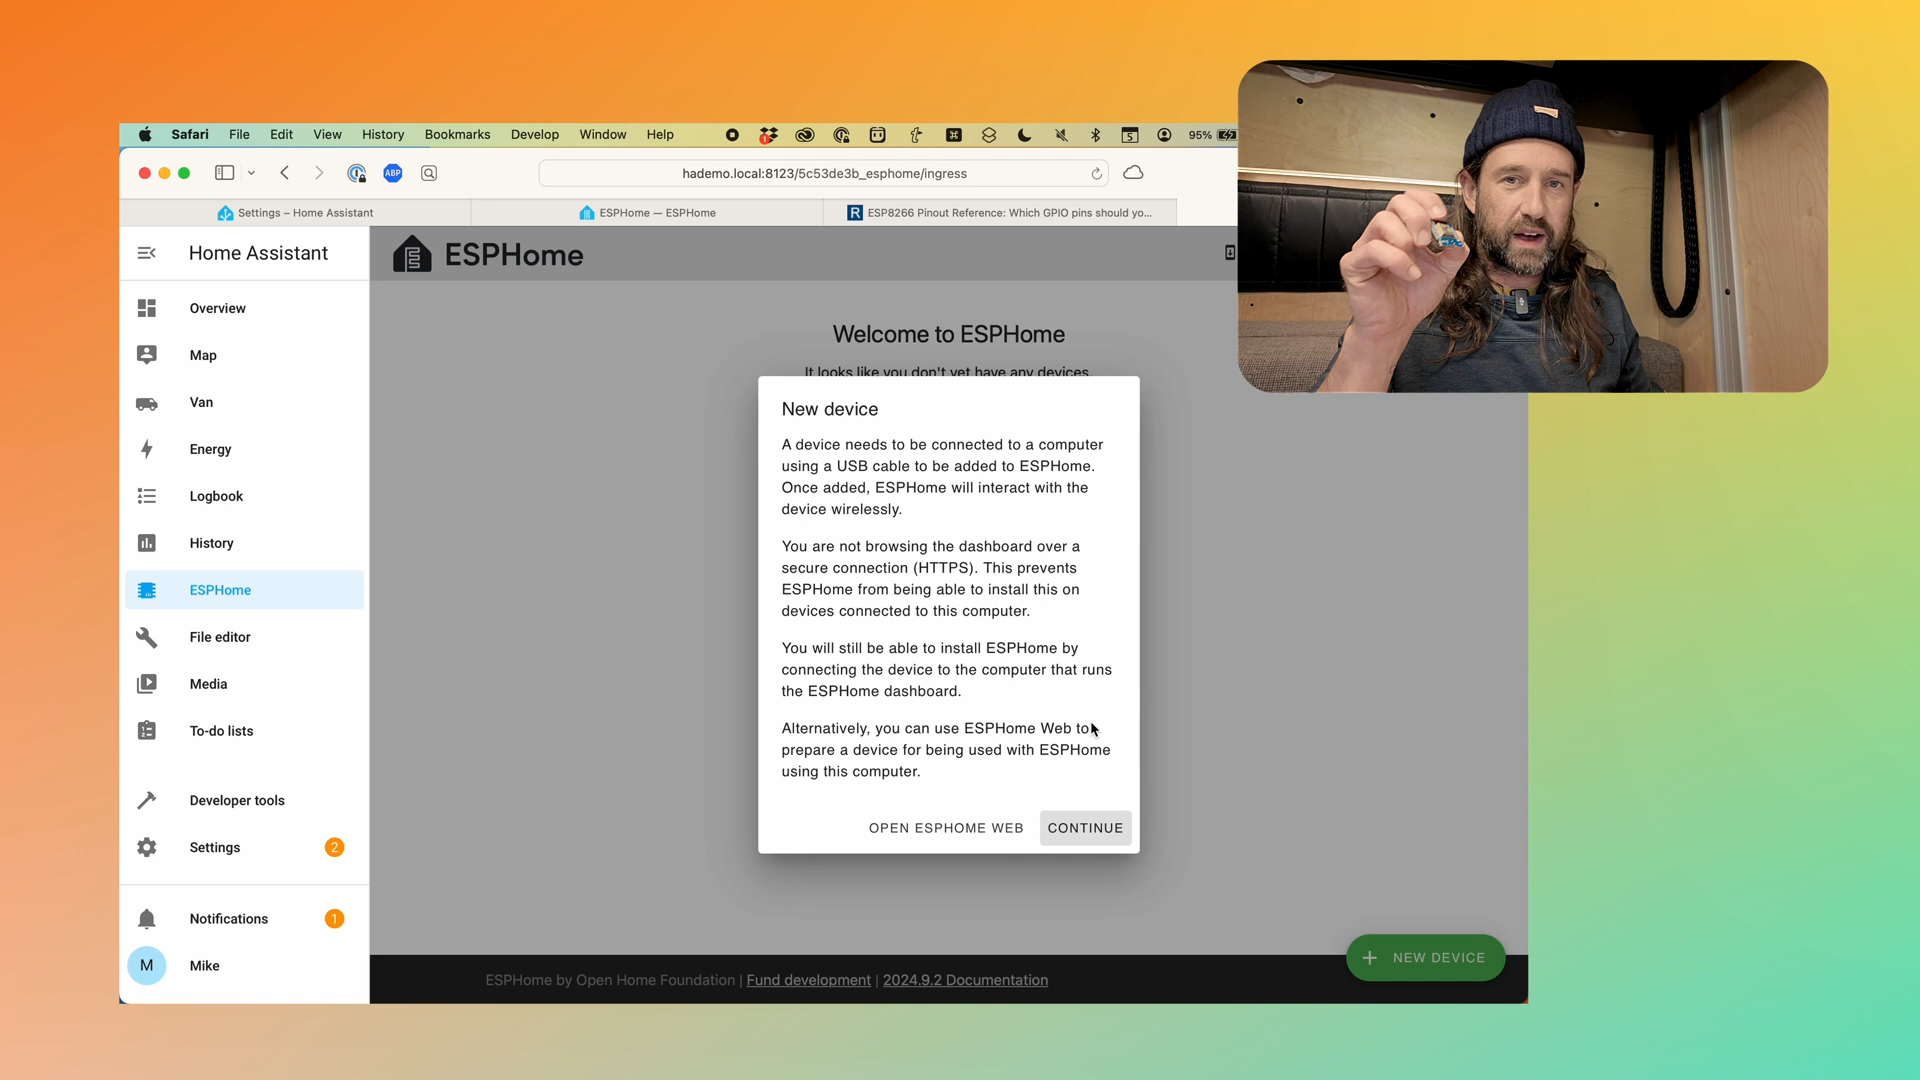 Safari File Edit View History Bookmarks Develop Window Help 5 95%
ABP hademo.local:8123/5c53de3b_esphome/ingress
Settings – Home Assistant ESPHome — ESPHome R ESP8266 Pinout Reference: Which GPIO pins should yo...
Home Assistant
ESPHome
Overview
Map
Van
Energy
Logbook
History
ESPHome
File editor
Media
To-do lists
Developer tools
Settings 2
Notifications 1
M Mike
Welcome to ESPHome
It looks like you don't yet have any devices.
New device
A device needs to be connected to a computer
using a USB cable to be added to ESPHome.
Once added, ESPHome will interact with the
device wirelessly.
You are not browsing the dashboard over a
secure connection (HTTPS). This prevents
ESPHome from being able to install this on
devices connected to this computer.
You will still be able to install ESPHome by
connecting the device to the computer that runs
the ESPHome dashboard.
Alternatively, you can use ESPHome Web to
prepare a device for being used with ESPHome
using this computer.
OPEN ESPHOME WEB CONTINUE
+ NEW DEVICE
ESPHome by Open Home Foundation | Fund development | 2024.9.2 Documentation